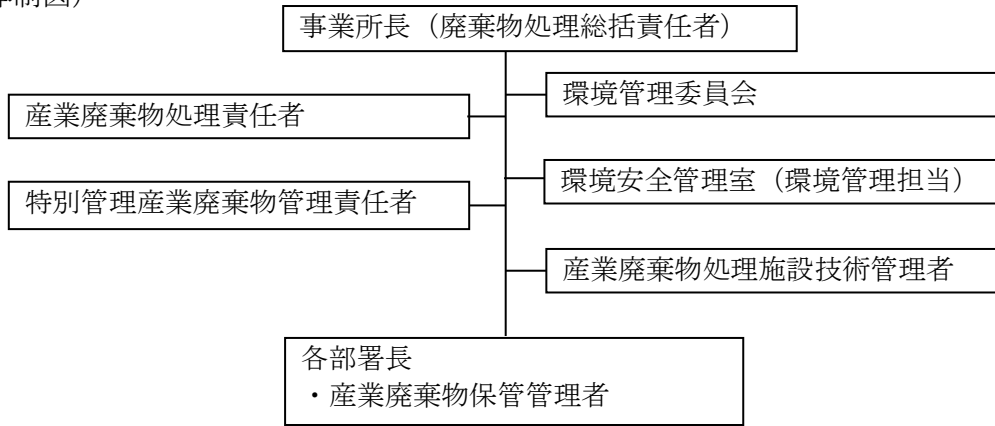 制図）
事業所長（廃棄物処理総括責任者）
環境管理委員会
産業廃棄物処理責任者
環境安全管理室（環境管理担当）
特別管理産業廃棄物管理責任者
産業廃棄物処理施設技術管理者
各部署長
・産業廃棄物保管管理者